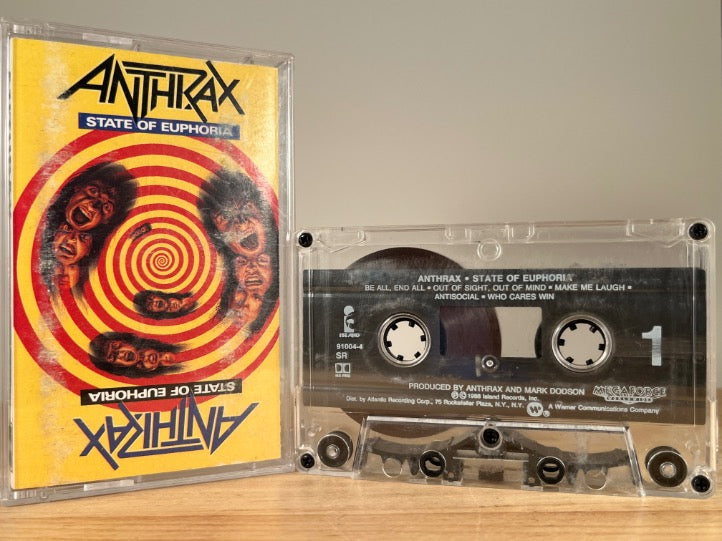 ANTHRAX
STATE OF EUPHORIA
STATE OF EUPHORIA
ANTHRAX
ANTHRAX • STATE OF EUPHORIA
BE ALL, END ALL • OUT OF SIGHT, OUT OF MIND • MAKE ME LAUGH •
ANTISOCIAL • WHO CARES WIN
ISLAND
91004-4
SR
1
PRODUCED BY ANTHRAX AND MARK DODSON
MEGAFORCE
WORLDWIDE
℗ © 1988 Island Records, Inc.
Dist. by Atlantic Recording Corp., 75 Rockefeller Plaza, N.Y., N.Y. A Warner Communications Company